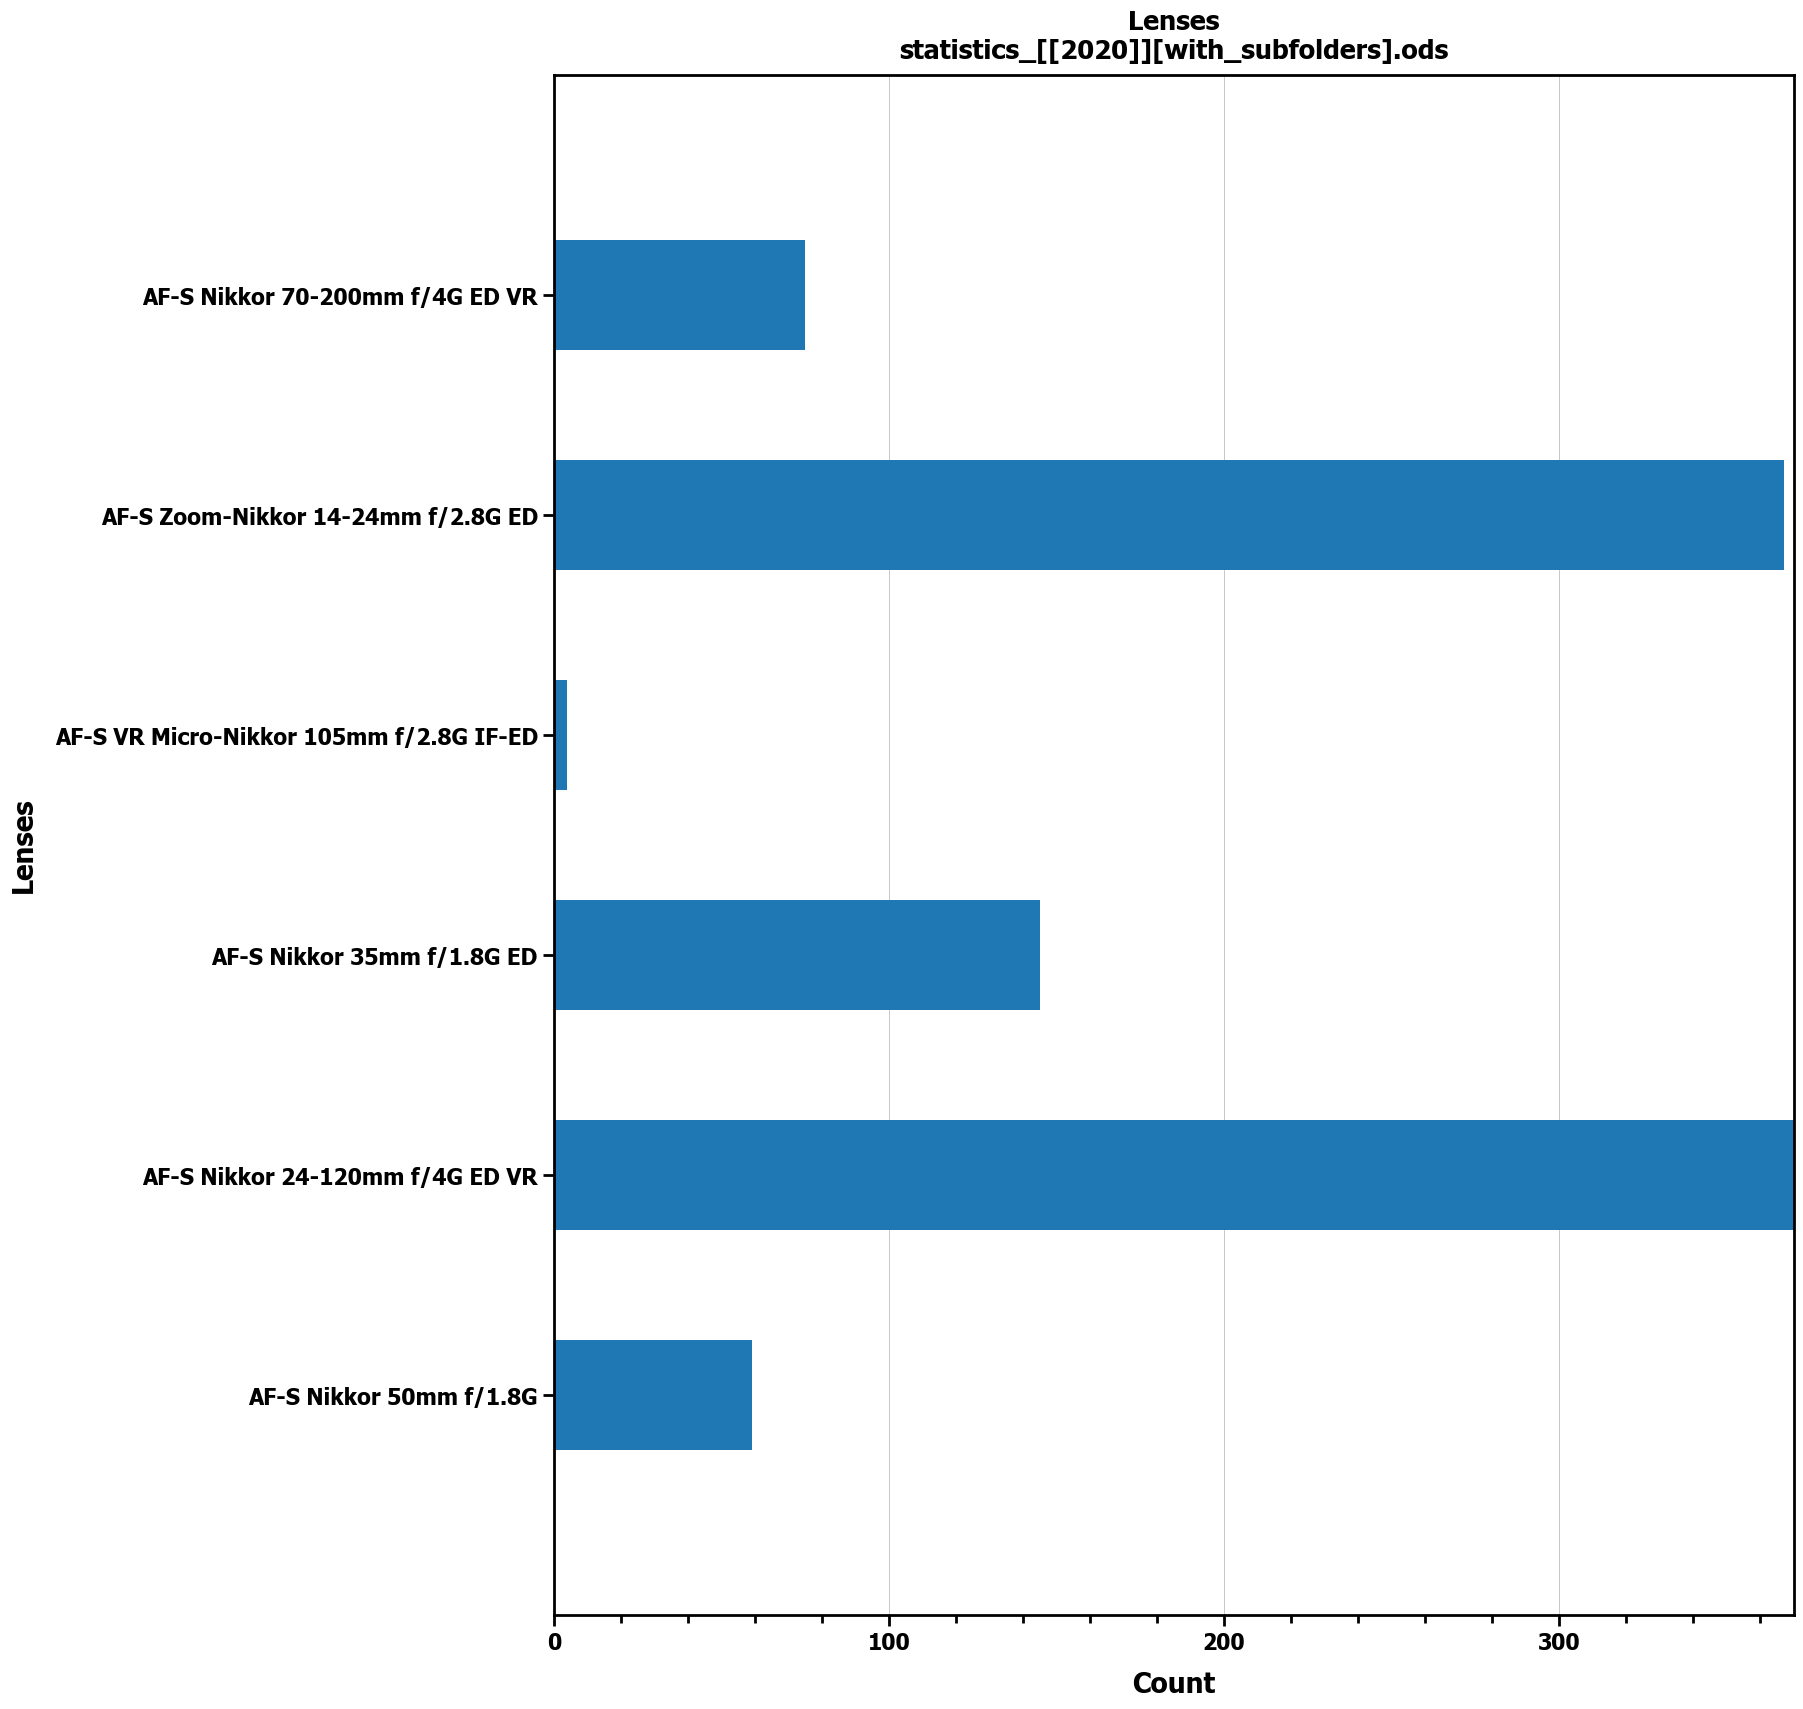 Lenses
statistics_[[2020]][with_subfolders].ods
AF-S Nikkor 70-200mm f/4G ED VR
AF-S Zoom-Nikkor 14-24mm f/2.8G ED
AF-S VR Micro-Nikkor 105mm f/2.8G IF-ED
Lenses
AF-S Nikkor 35mm f/1.8G ED
AF-S Nikkor 24-120mm f/4G ED VR
AF-S Nikkor 50mm f/1.8G
0 100 200 300
Count